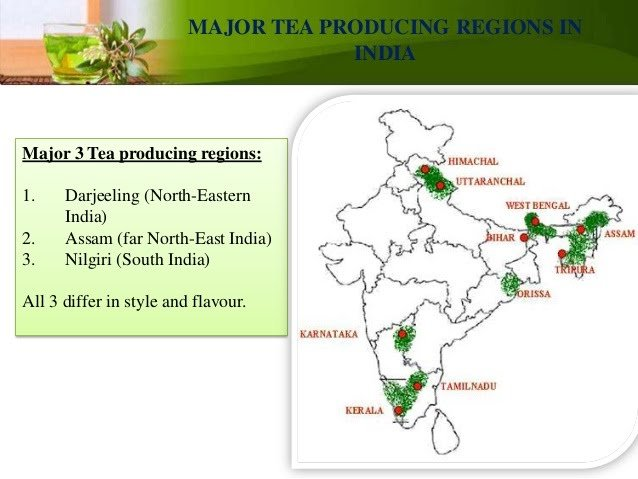 MAJOR TEA PRODUCING REGIONS IN
INDIA
Major 3 Tea producing regions:
1. Darjeeling (North-Eastern
India)
2. Assam (far North-East India)
3. Nilgiri (South India)
All 3 differ in style and flavour.
HIMACHAL
UTTARANCHAL
WEST BENGAL
BIHAR
ASSAM
TRIPURA
ORISSA
KARNATAKA
TAMILNADU
KERALA